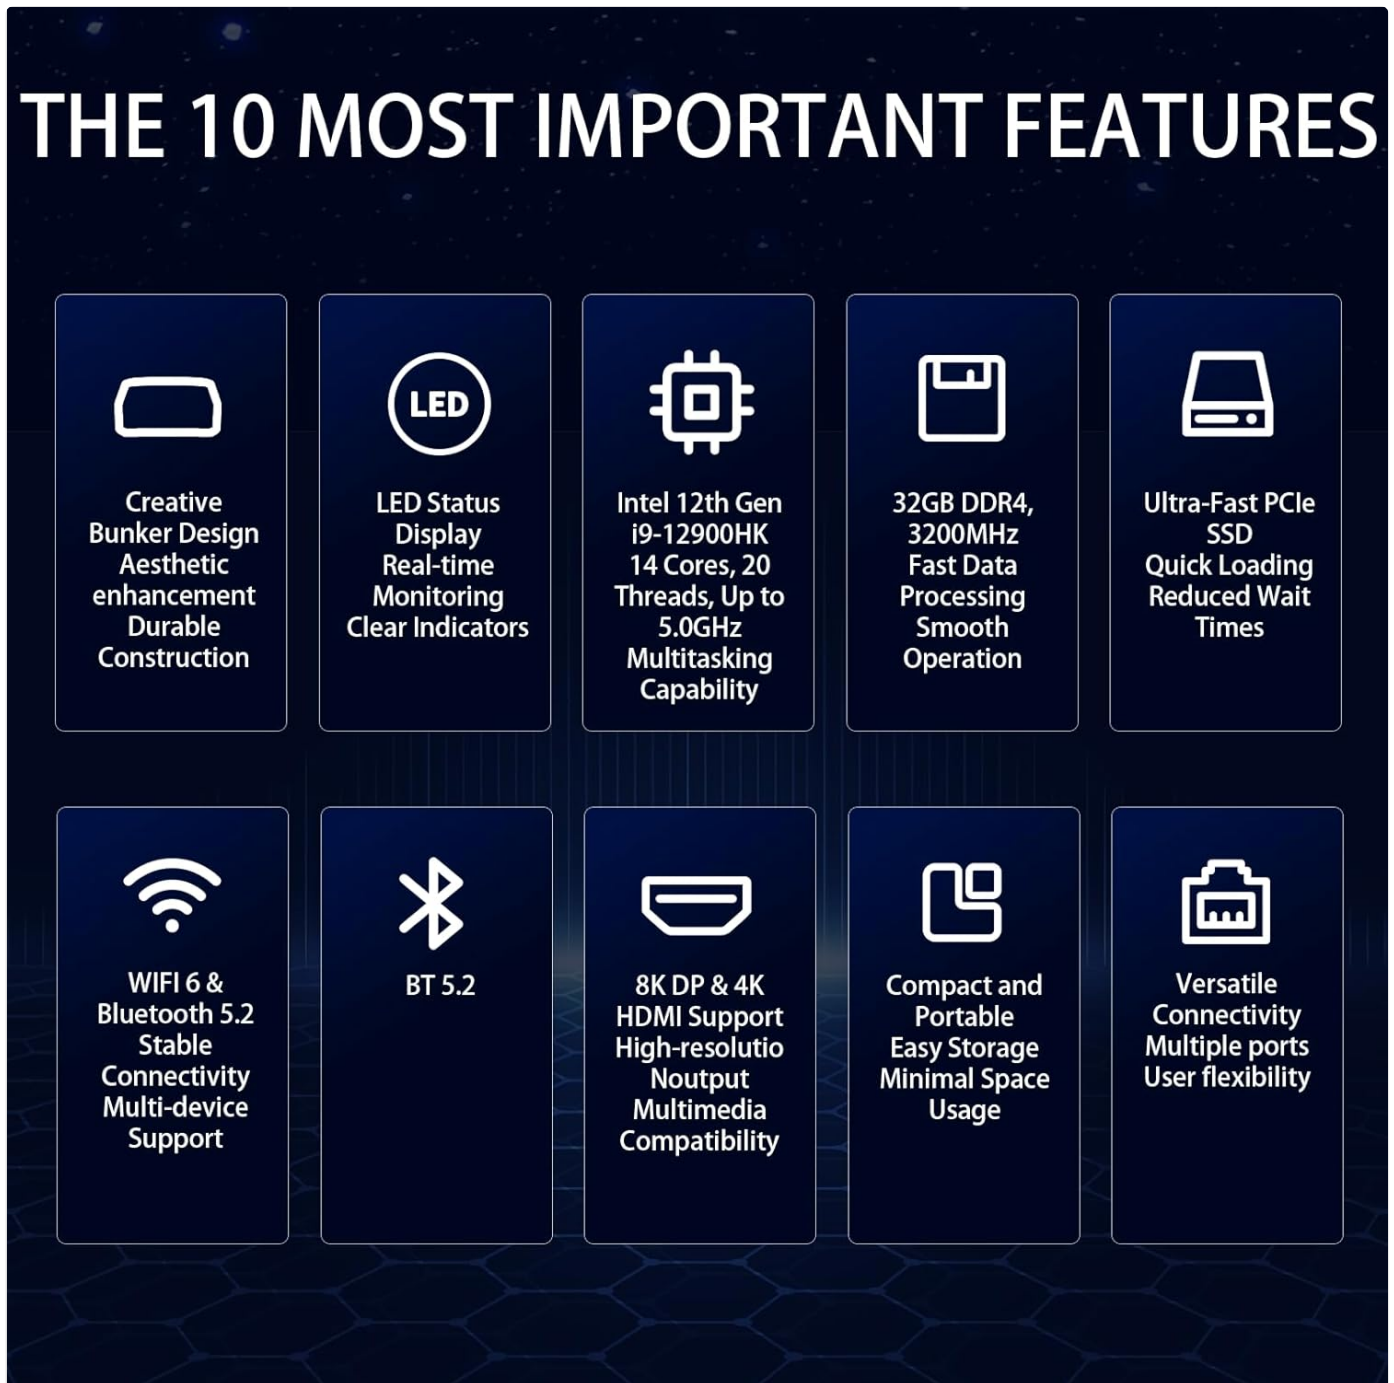 THE 10 MOST IMPORTANT FEATURES
Creative
Bunker Design
Aesthetic
enhancement
Durable
Construction
LED
LED Status
Display
Real-time
Monitoring
Clear Indicators
Intel 12th Gen
i9-12900HK
14 Cores, 20
Threads, Up to
5.0GHz
Multitasking
Capability
32GB DDR4,
3200MHz
Fast Data
Processing
Smooth
Operation
Ultra-Fast PCIe
SSD
Quick Loading
Reduced Wait
Times
WIFI 6 &
Bluetooth 5.2
Stable
Connectivity
Multi-device
Support
BT 5.2
8K DP & 4K
HDMI Support
High-resolutio
Noutput
Multimedia
Compatibility
Compact and
Portable
Easy Storage
Minimal Space
Usage
Versatile
Connectivity
Multiple ports
User flexibility